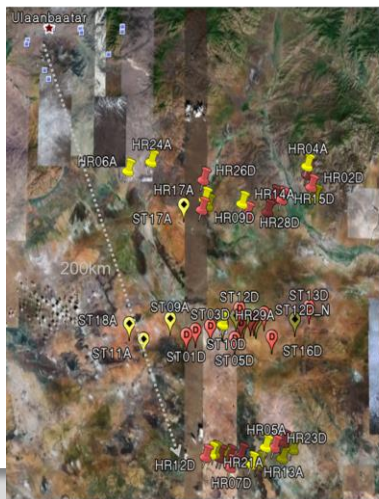 Ulaanbaatar
HR24A
HR06A
HR04A
HR26D
HR02D
HR17A
HR14A
HR15D
ST17A
HR09D
HR28D
200km
ST12D
ST13D
ST09A
ST03D
HR29A
ST12D_N
ST18A
ST11A
ST01D
ST10D
ST05D
ST16D
HR05A
HR23D
HR12D
HR21A
HR13A
HR07D